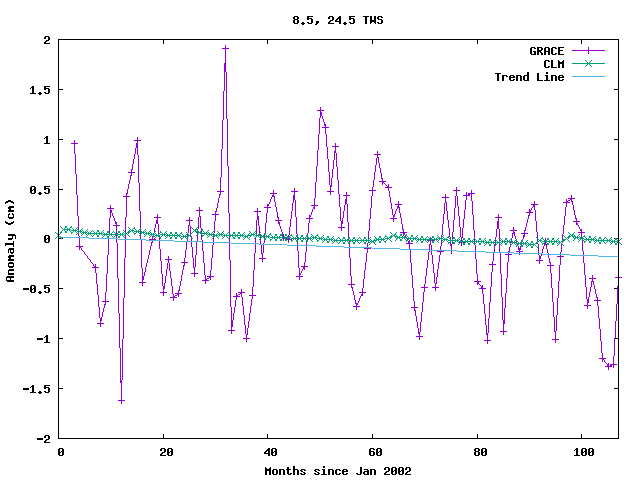 8.5, 24.5 TWS
GRACE
CLM
Trend Line
2
1.5
1
0.5
0
-0.5
-1
-1.5
-2
Anomaly (cm)
0 20 40 60 80 100
Months since Jan 2002